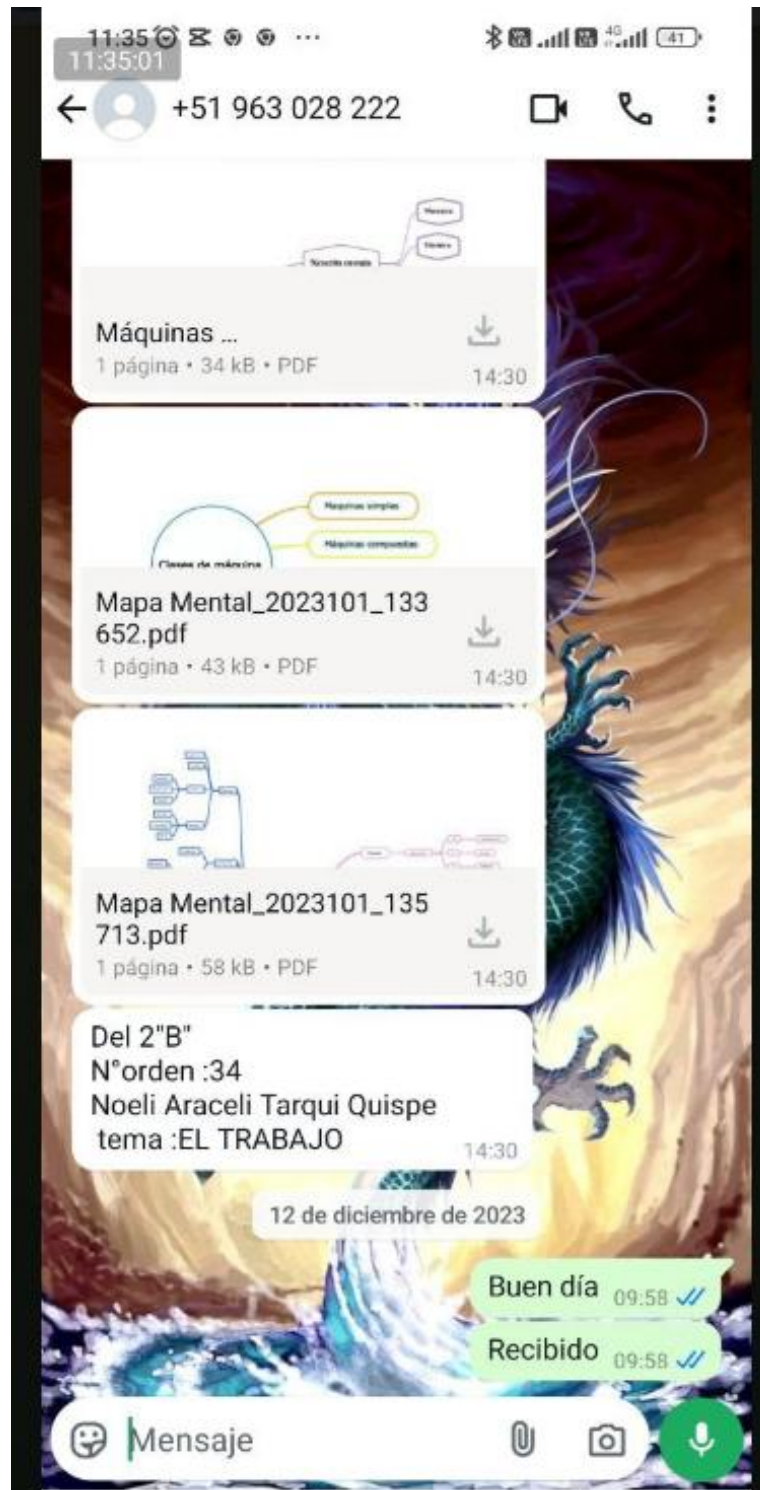 11:35 ...
4G 41
11:35:01
+51 963 028 222
Máquinas ...
1 página • 34 kB • PDF
14:30
Maquinas simples
Máquinas compuestas
Clases de máquina
Mapa Mental_2023101_133
652.pdf
1 página • 43 kB • PDF
14:30
Mapa Mental_2023101_135
713.pdf
1 página • 58 kB • PDF
14:30
Del 2"B"
N°orden :34
Noeli Araceli Tarqui Quispe
tema :EL TRABAJO
14:30
12 de diciembre de 2023
Buen día 09:58
Recibido 09:58
Mensaje